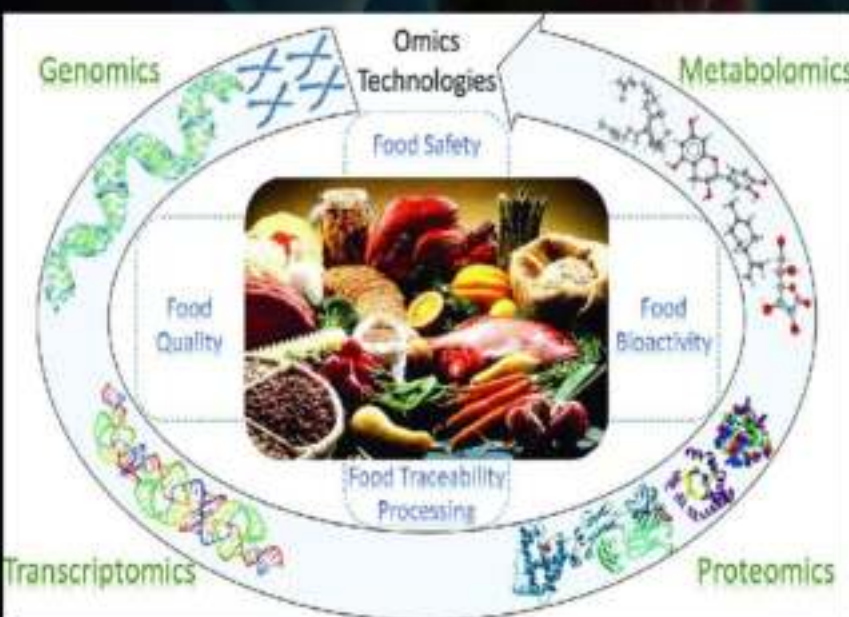 Omics
Technologies
Genomics
Metabolomics
Food Safety
Food
Quality
Food
Bioactivity
Food Traceability
Processing
Transcriptomics
Proteomics